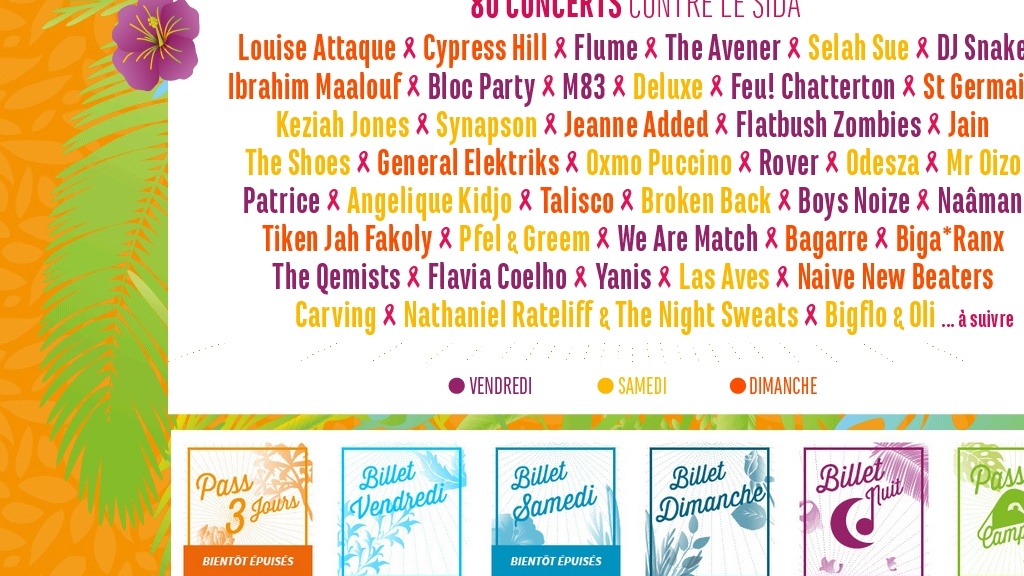 80 CONCERTS CONTRE LE SIDA
Louise Attaque Cypress Hill Flume The Avener Selah Sue DJ Snake
Ibrahim Maalouf Bloc Party M83 Deluxe Feu! Chatterton St Germai
Keziah Jones Synapson Jeanne Added Flatbush Zombies Jain
The Shoes General Elektriks Oxmo Puccino Rover Odesza Mr Oizo
Patrice Angelique Kidjo Talisco Broken Back Boys Noize Naâman
Tiken Jah Fakoly Pfel & Greem We Are Match Bagarre Biga*Ranx
The Qemists Flavia Coelho Yanis Las Aves Naive New Beaters
Carving Nathaniel Rateliff & The Night Sweats Bigflo & Oli ... à suivre
VENDREDI SAMEDI DIMANCHE
Pass 3 Jours
BIENTÔT ÉPUISÉS
Billet Vendredi
Billet Samedi
BIENTÔT ÉPUISÉS
Billet Dimanche
Billet Nuit
Pass
Camp